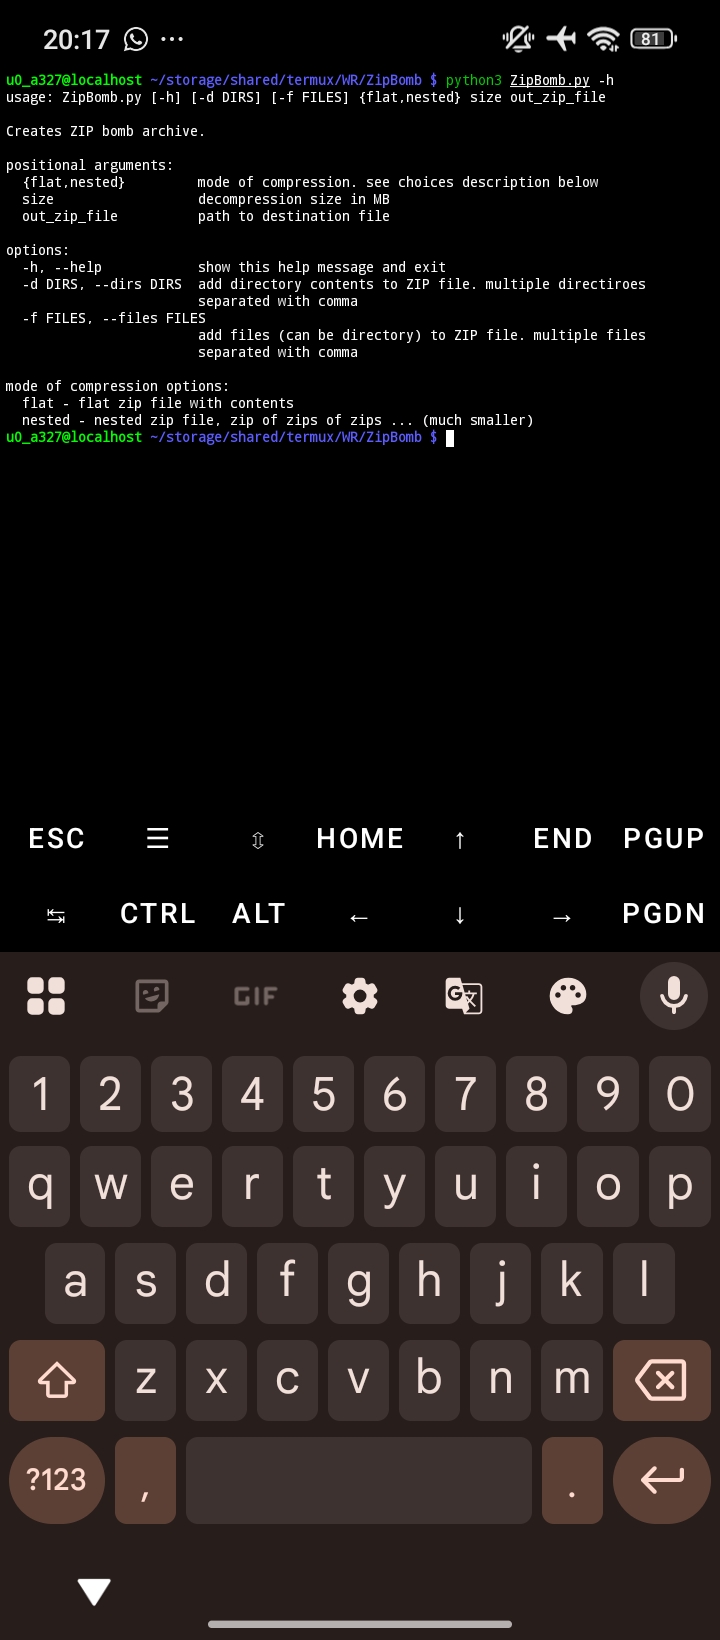 20:17
81
u0_a327@localhost ~/storage/shared/termux/WR/ZipBomb $ python3 ZipBomb.py -h
usage: ZipBomb.py [-h] [-d DIRS] [-f FILES] {flat,nested} size out_zip_file
Creates ZIP bomb archive.
positional arguments:
{flat,nested} mode of compression. see choices description below
size decompression size in MB
out_zip_file path to destination file
options:
-h, --help show this help message and exit
-d DIRS, --dirs DIRS add directory contents to ZIP file. multiple directiroes
separated with comma
-f FILES, --files FILES
add files (can be directory) to ZIP file. multiple files
separated with comma
mode of compression options:
flat - flat zip file with contents
nested - nested zip file, zip of zips of zips ... (much smaller)
u0_a327@localhost ~/storage/shared/termux/WR/ZipBomb $
ESC ☰ ⇳ HOME ↑ END PGUP
↹ CTRL ALT ← ↓ → PGDN
GIF G文
1 2 3 4 5 6 7 8 9 0
q w e r t y u i o p
a s d f g h j k l
z x c v b n m
?123 , .